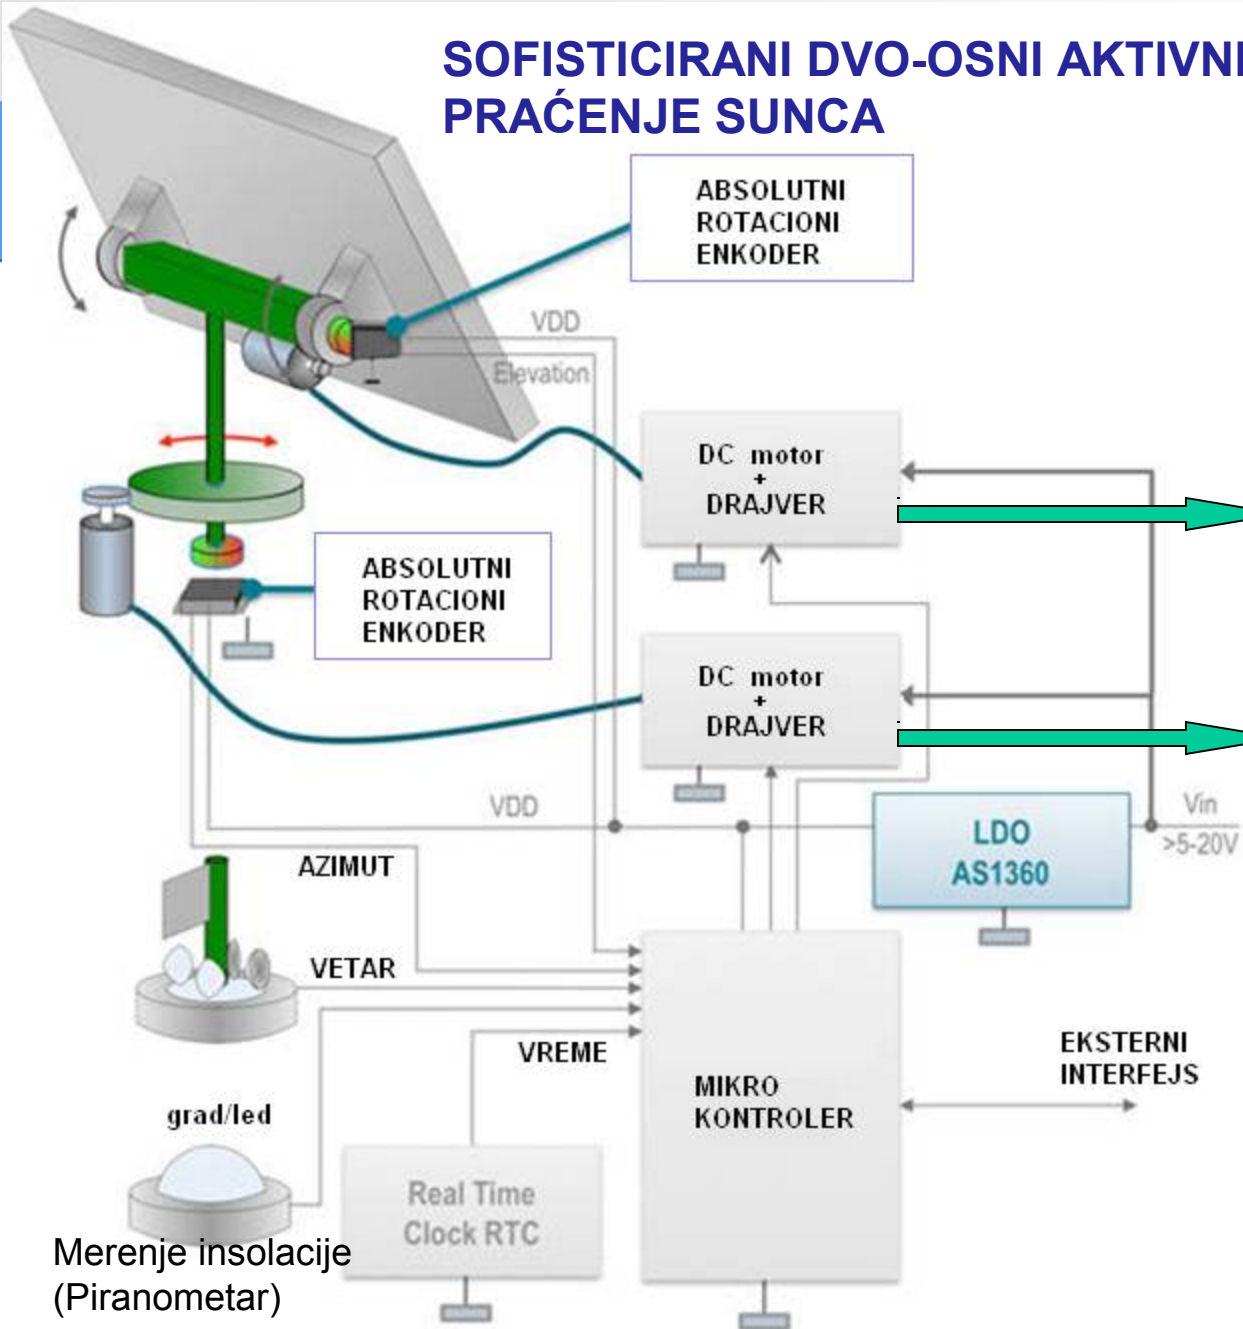 SOFISTICIRANI DVO-OSNI AKTIVNI
PRAĆENJE SUNCA
ABSOLUTNI
ROTACIONI
ENKODER
VDD
Elevation
DC motor
+
DRAJVER
ABSOLUTNI
ROTACIONI
ENKODER
DC motor
+
DRAJVER
VDD
LDO
AS1360
Vin
>5-20V
AZIMUT
VETAR
VREME
EKSTERNI
INTERFEJS
MIKRO
KONTROLER
grad/led
Real Time
Clock RTC
Merenje insolacije
(Piranometar)